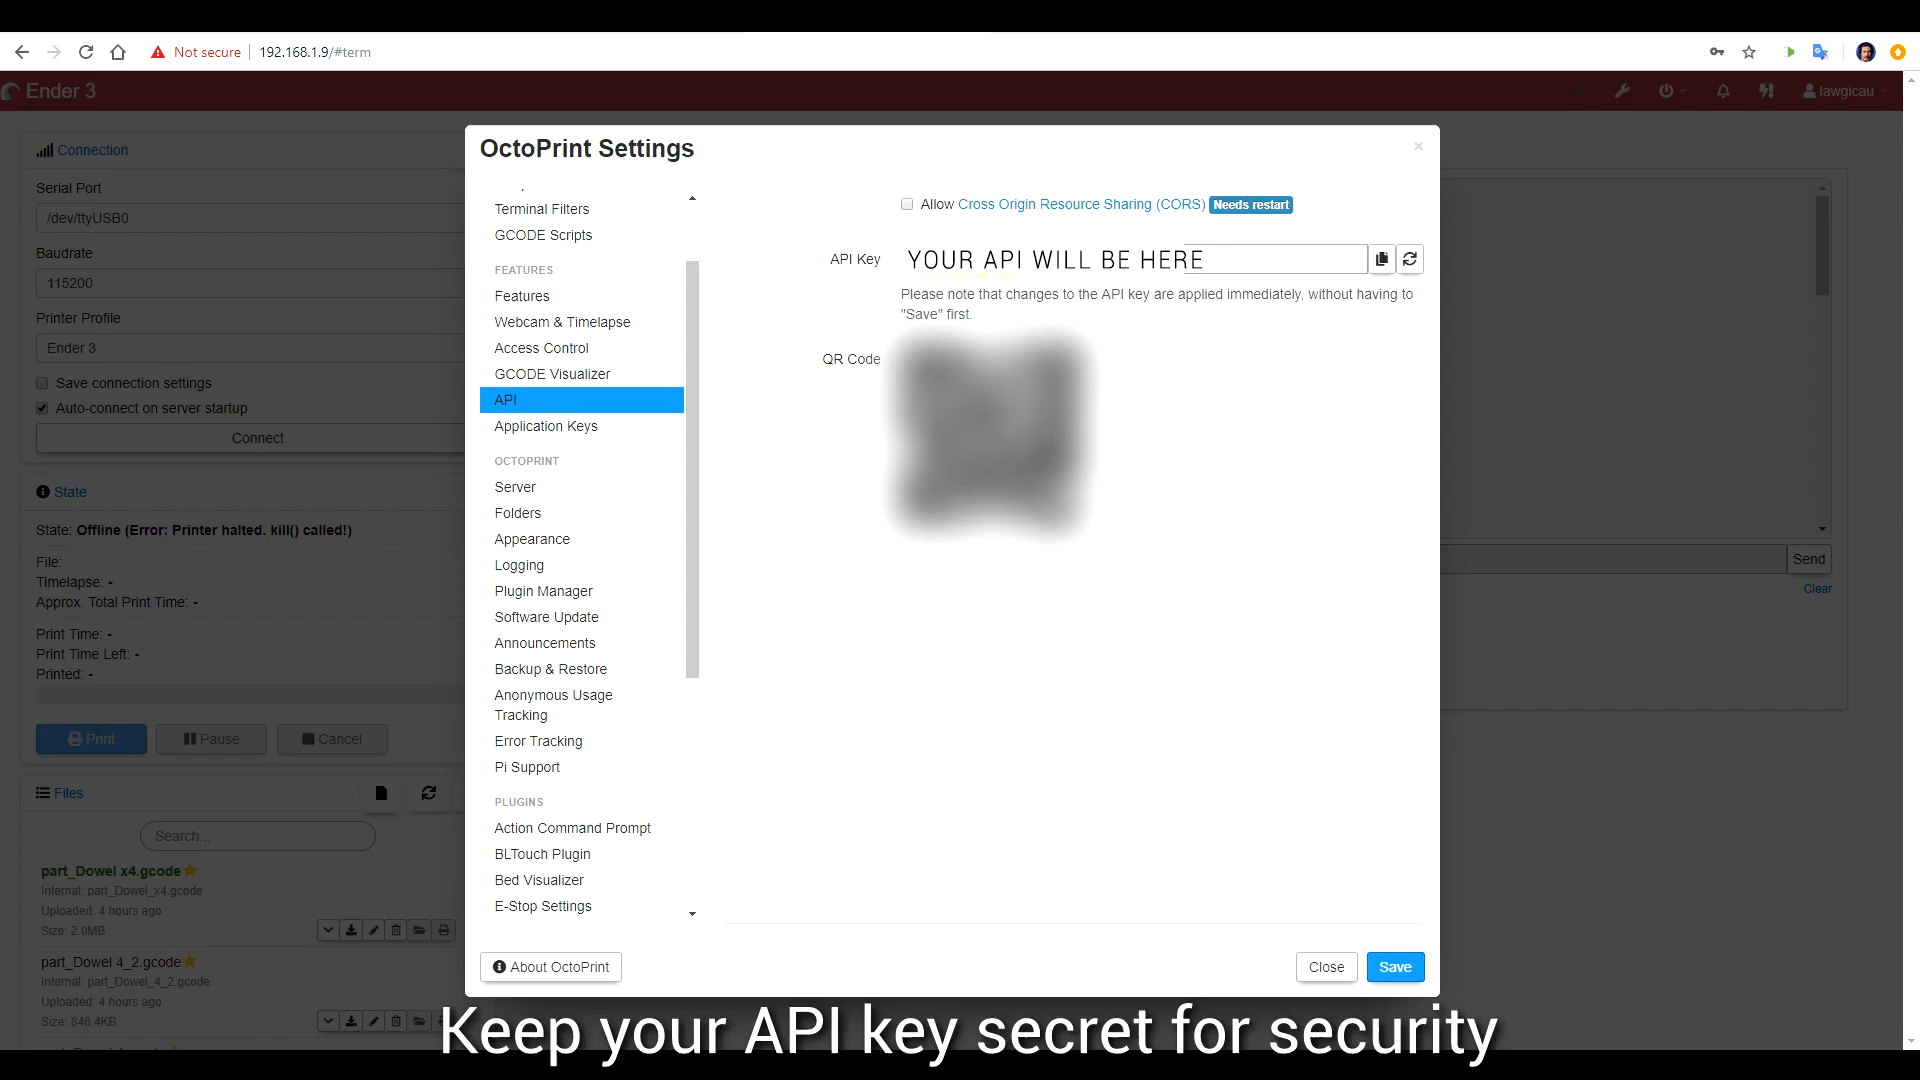 Not secure
192.168.1.9/#term
Ender 3
lawgicau
Connection
Serial Port
/dev/ttyUSB0
Baudrate
115200
Printer Profile
Ender 3
Save connection settings
Auto-connect on server startup
Connect
State
State: Offline (Error: Printer halted. kill() called!)
File:
Timelapse: -
Approx. Total Print Time: -
Print Time: -
Print Time Left: -
Printed: -
Print
Pause
Cancel
Files
Search...
part_Dowel x4.gcode
Internal: part_Dowel_x4.gcode
Uploaded: 4 hours ago
Size: 2.0MB
part_Dowel 4_2.gcode
Internal: part_Dowel_4_2.gcode
Uploaded: 4 hours ago
Size: 846.4KB
OctoPrint Settings
Terminal Filters
GCODE Scripts
FEATURES
Features
Webcam & Timelapse
Access Control
GCODE Visualizer
API
Application Keys
OCTOPRINT
Server
Folders
Appearance
Logging
Plugin Manager
Software Update
Announcements
Backup & Restore
Anonymous Usage
Tracking
Error Tracking
Pi Support
PLUGINS
Action Command Prompt
BLTouch Plugin
Bed Visualizer
E-Stop Settings
Allow Cross Origin Resource Sharing (CORS) Needs restart
API Key
YOUR API WILL BE HERE
Please note that changes to the API key are applied immediately, without having to
"Save" first.
QR Code
About OctoPrint
Close
Save
Send
Clear
Keep your API key secret for security